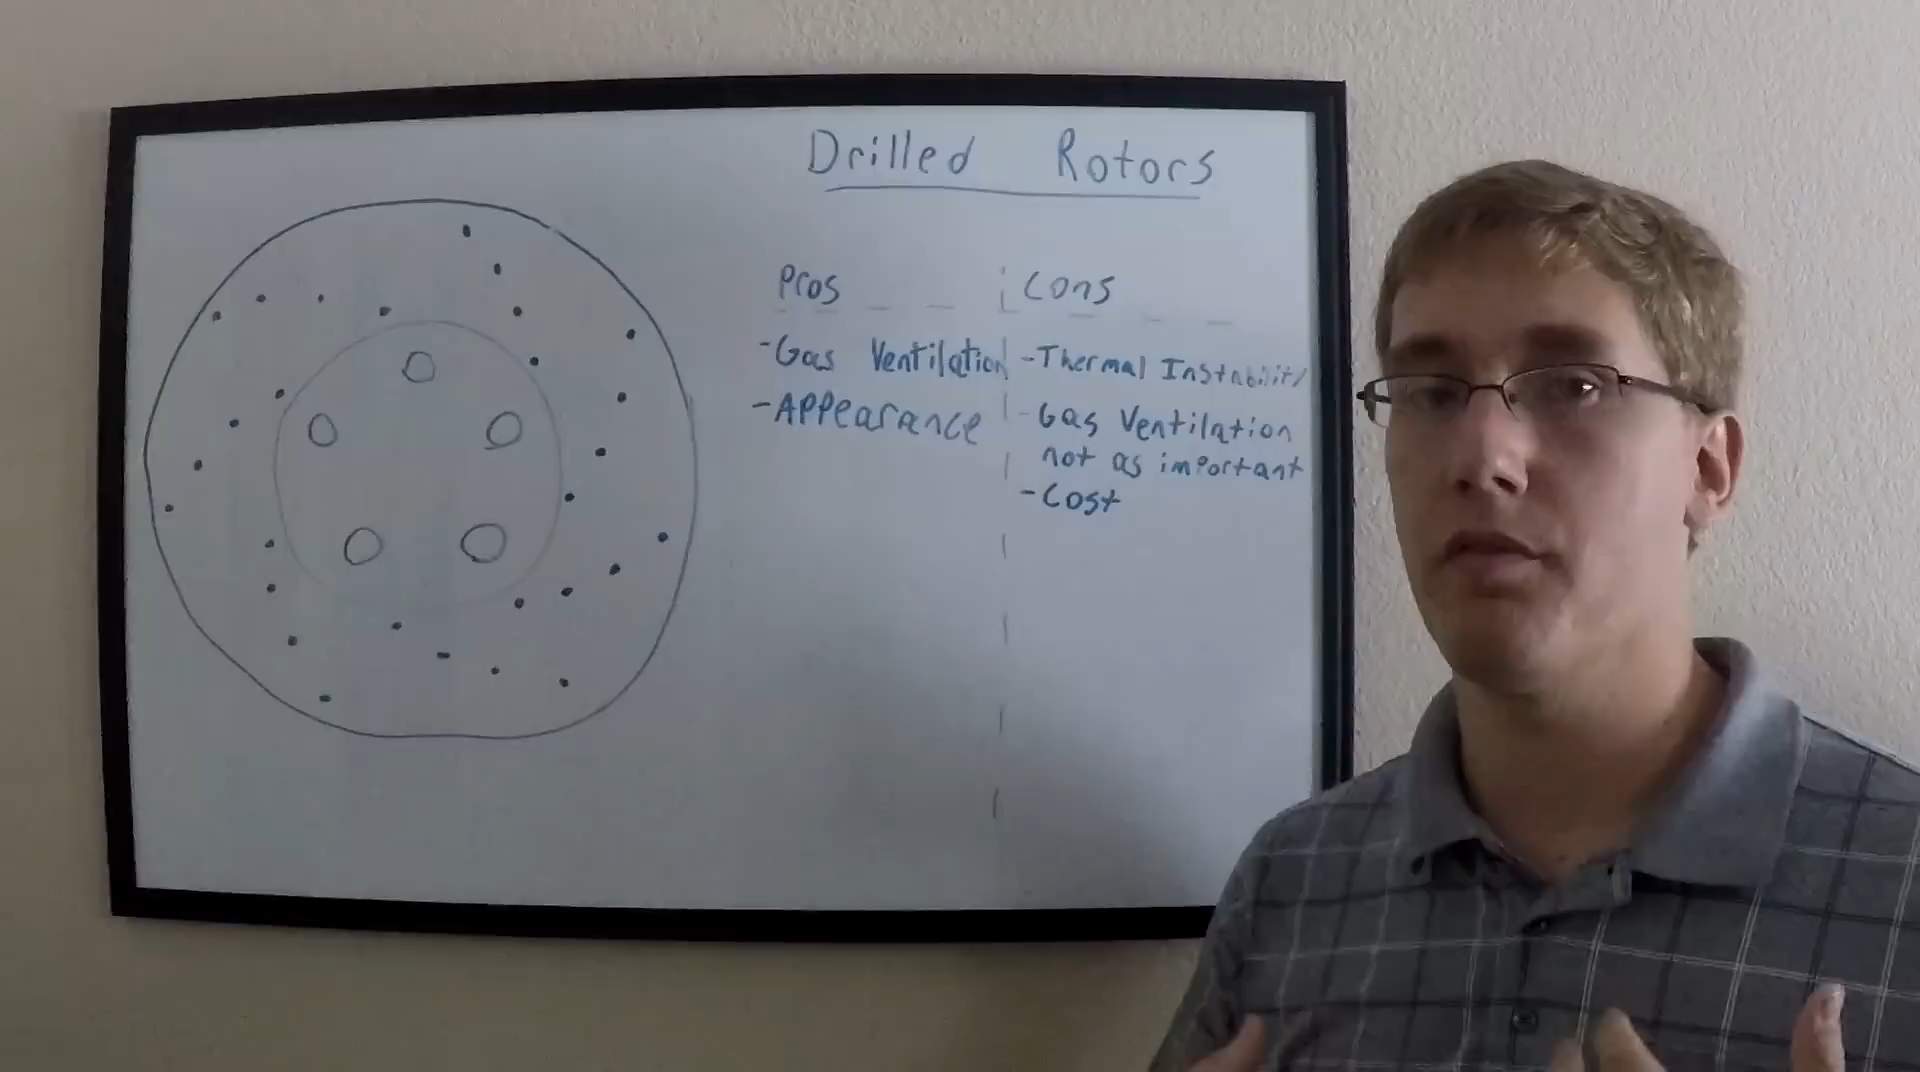 Drilled Rotors
Pros
Cons
-Gas Ventilation
-Appearance
-Thermal Instability
-Gas Ventilation
not as important
-Cost